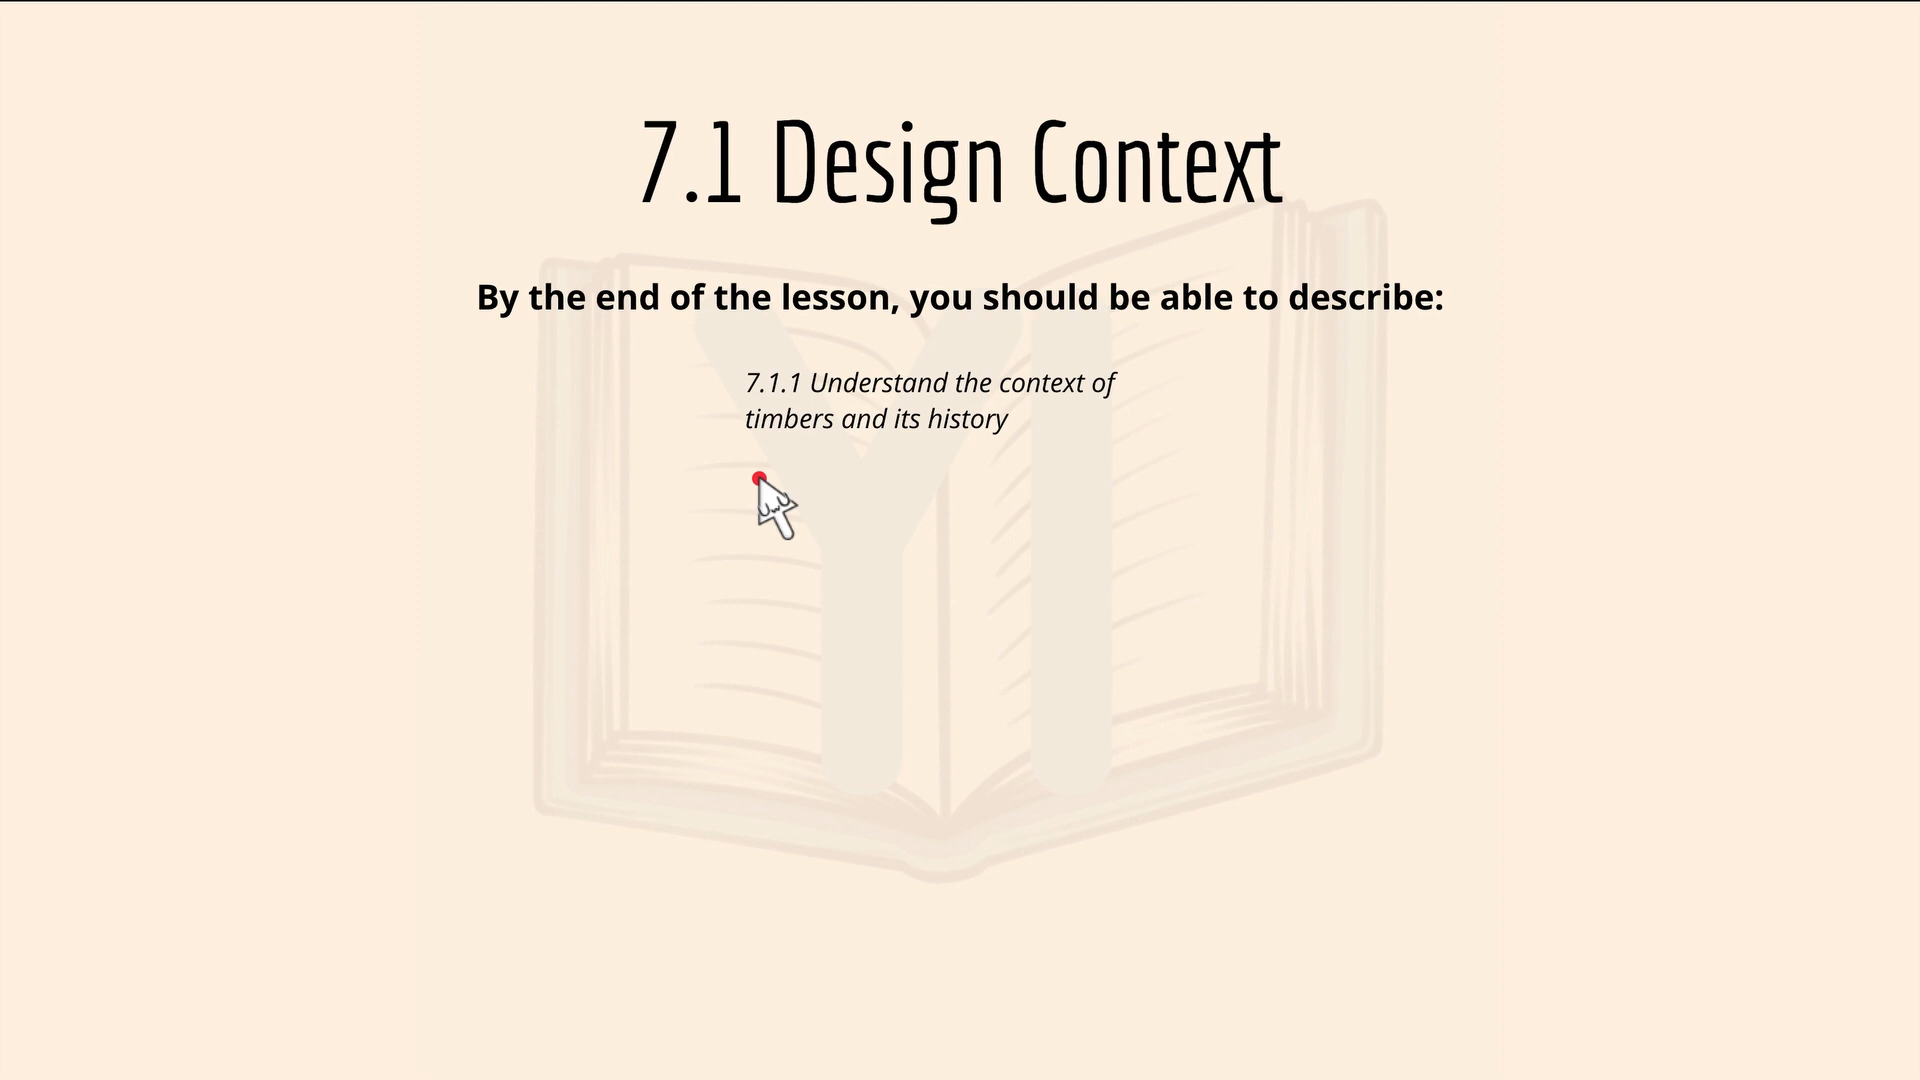 7.1 Design Context
By the end of the lesson, you should be able to describe:
7.1.1 Understand the context of
timbers and its history
YI